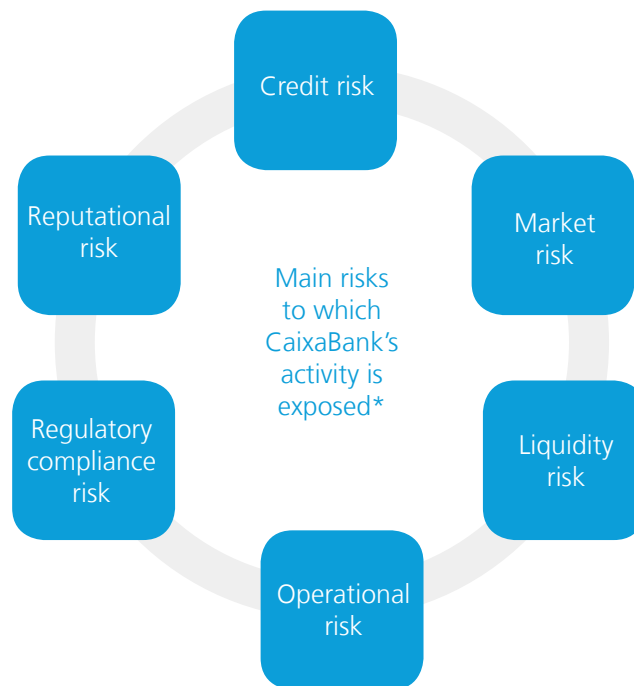 Credit risk
Reputational
risk
Market
risk
Main risks
to which
CaixaBank's
activity is
exposed*
Regulatory
compliance
risk
Liquidity
risk
Operational
risk